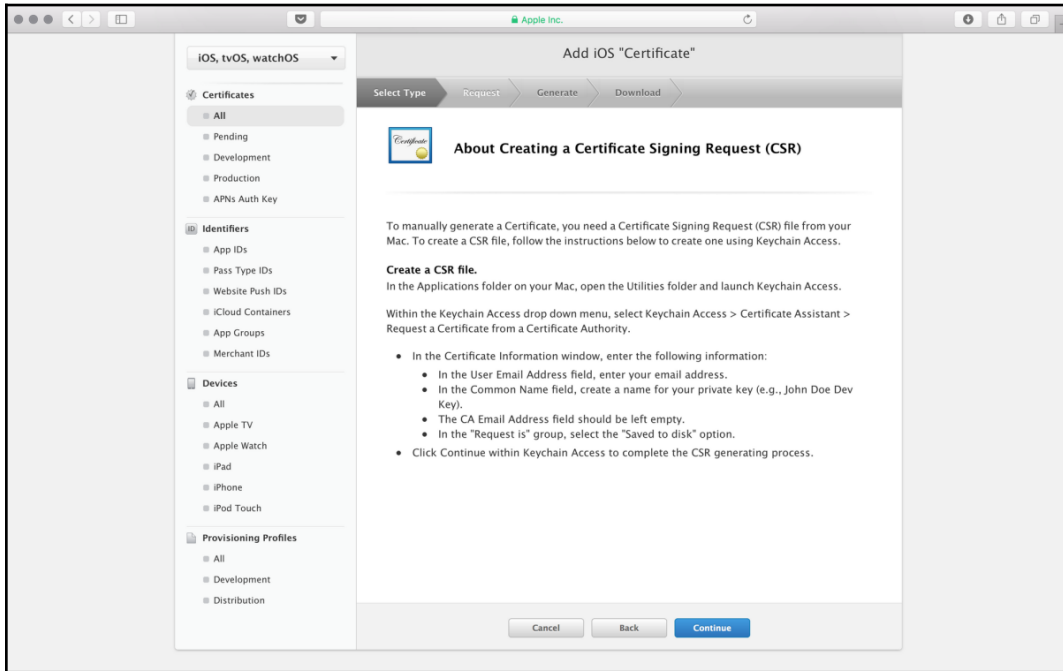 Apple Inc.
iOS, tvOS, watchOS
Certificates
All
Pending
Development
Production
APNs Auth Key
ID Identifiers
App IDs
Pass Type IDs
Website Push IDs
iCloud Containers
App Groups
Merchant IDs
Devices
All
Apple TV
Apple Watch
iPad
iPhone
iPod Touch
Provisioning Profiles
All
Development
Distribution
Add iOS "Certificate"
Select Type Request Generate Download
Certificate
About Creating a Certificate Signing Request (CSR)
To manually generate a Certificate, you need a Certificate Signing Request (CSR) file from your
Mac. To create a CSR file, follow the instructions below to create one using Keychain Access.
Create a CSR file.
In the Applications folder on your Mac, open the Utilities folder and launch Keychain Access.
Within the Keychain Access drop down menu, select Keychain Access > Certificate Assistant >
Request a Certificate from a Certificate Authority.
• In the Certificate Information window, enter the following information:
• In the User Email Address field, enter your email address.
• In the Common Name field, create a name for your private key (e.g., John Doe Dev
Key).
• The CA Email Address field should be left empty.
• In the "Request is" group, select the "Saved to disk" option.
• Click Continue within Keychain Access to complete the CSR generating process.
Cancel Back Continue